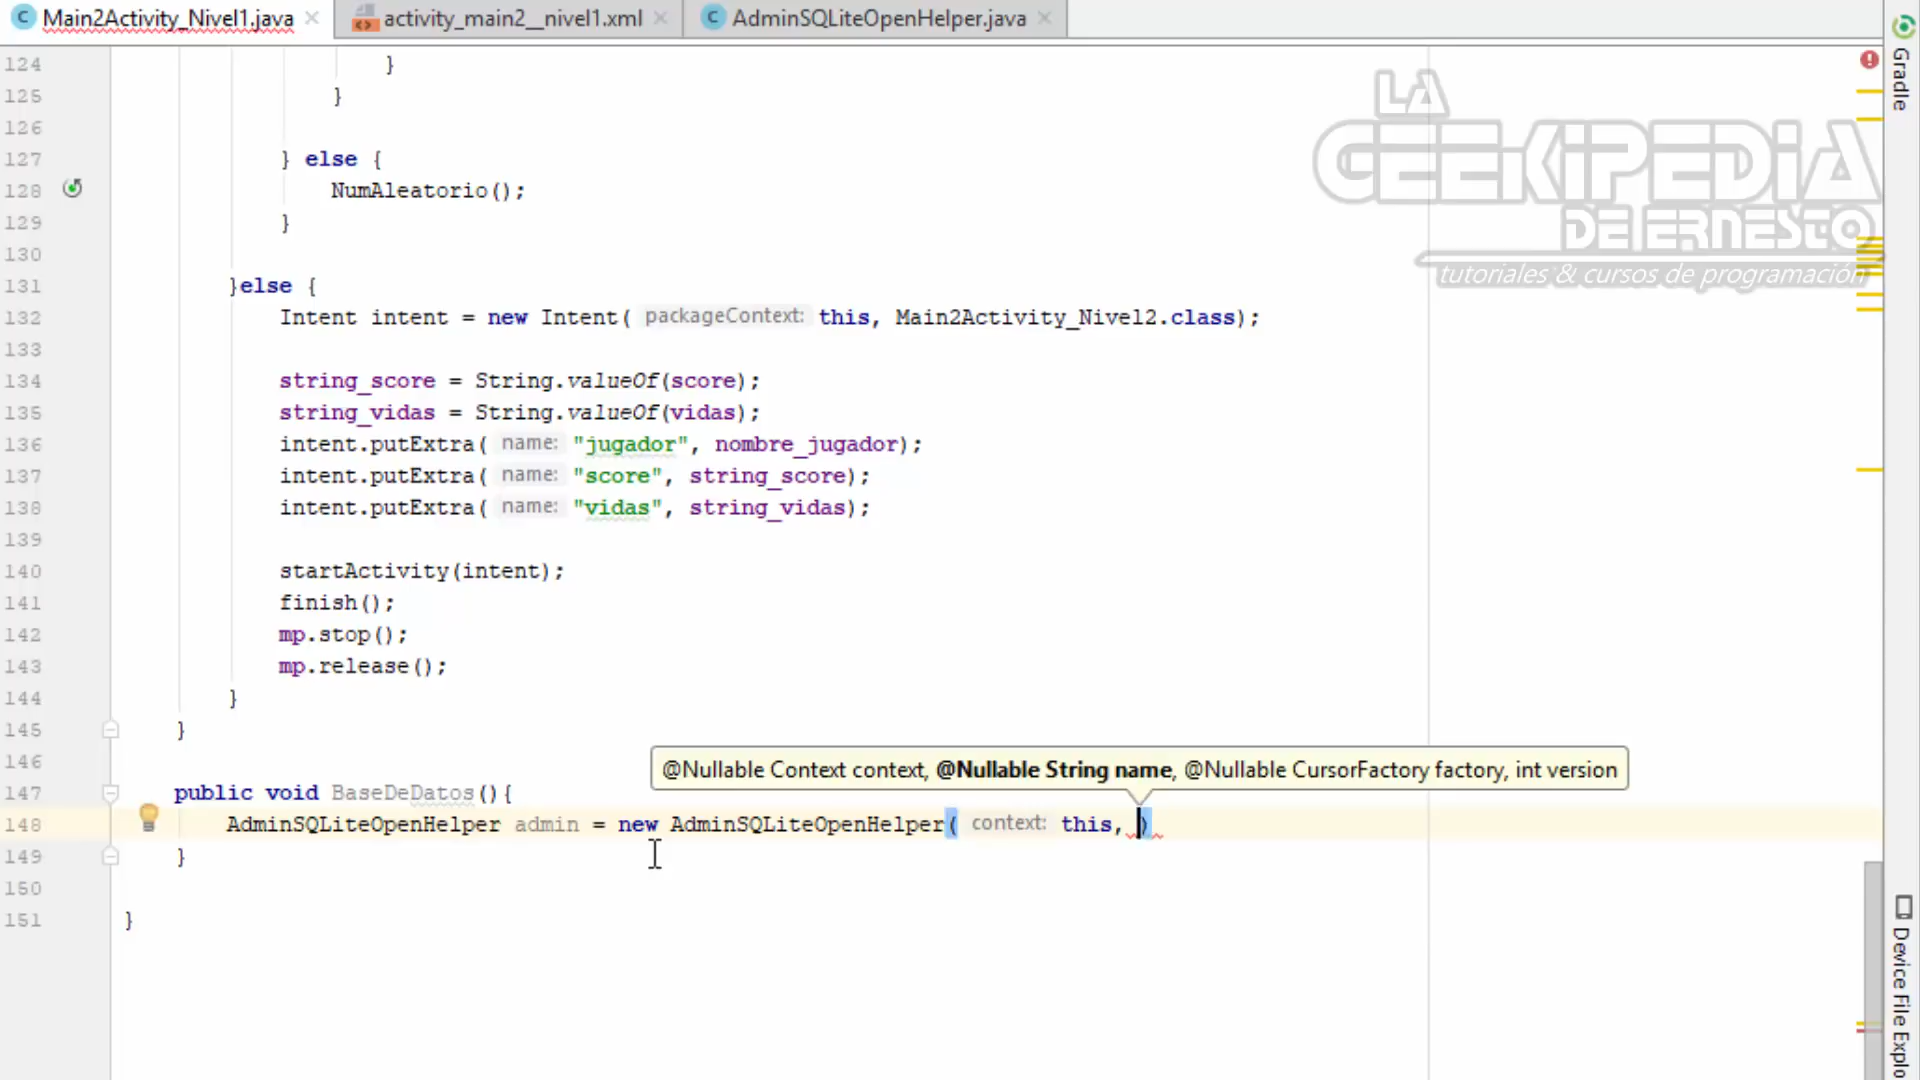 Main2Activity_Nivel1.java
activity_main2__nivel1.xml
AdminSQLiteOpenHelper.java
Gradle
LA
GEEKIPEDIA
DE ERNESTO
tutoriales & cursos de programación
124 }
125 }
126
127 } else {
128 NumAleatorio();
129 }
130
131 }else {
132 Intent intent = new Intent( packageContext: this, Main2Activity_Nivel2.class);
133
134 string_score = String.valueOf(score);
135 string_vidas = String.valueOf(vidas);
136 intent.putExtra( name: "jugador", nombre_jugador);
137 intent.putExtra( name: "score", string_score);
138 intent.putExtra( name: "vidas", string_vidas);
139
140 startActivity(intent);
141 finish();
142 mp.stop();
143 mp.release();
144 }
145 }
146
@Nullable Context context, @Nullable String name, @Nullable CursorFactory factory, int version
147 public void BaseDeDatos(){
148 AdminSQLiteOpenHelper admin = new AdminSQLiteOpenHelper( context: this, )
149 }
150
151 }
Device File Explo